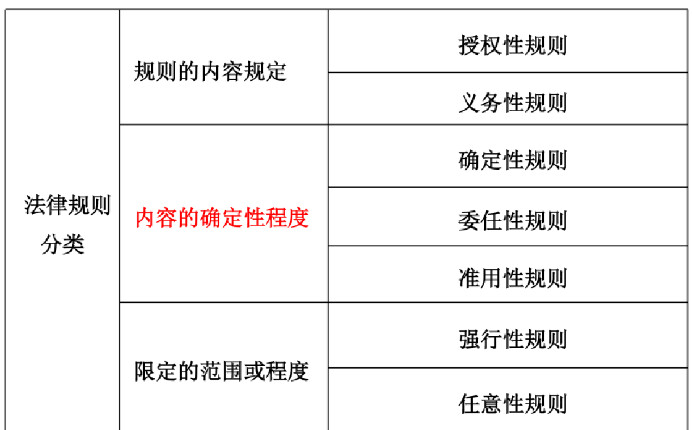 法律规则
分类
规则的内容规定
授权性规则
义务性规则
内容的确定性程度
确定性规则
委任性规则
准用性规则
限定的范围或程度
强行性规则
任意性规则